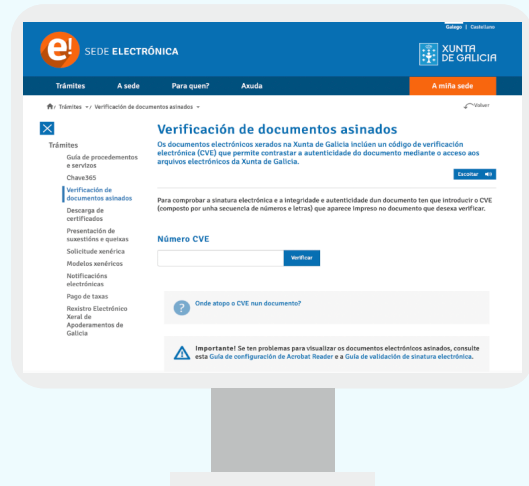 Galego | Castellano
e! SEDE ELECTRÓNICA
XUNTA
DE GALICIA
Trámites A sede Para quen? Axuda A miña sede
/ Trámites / Verificación de documentos asinados
Volver
Trámites
Guía de procedementos
e servizos
Chave365
Verificación de
documentos asinados
Descarga de
certificados
Presentación de
suxestións e queixas
Solicitude xenérica
Modelos xenéricos
Notificacións
electrónicas
Pago de taxas
Rexistro Electrónico
Xeral de
Apoderamentos de
Galicia
Verificación de documentos asinados
Os documentos electrónicos xerados na Xunta de Galicia inclúen un código de verificación
electrónica (CVE) que permite contrastar a autenticidade do documento mediante o acceso aos
arquivos electrónicos da Xunta de Galicia.
Escoitar
Para comprobar a sinatura electrónica e a integridade e autenticidade dun documento ten que introducir o CVE
(composto por unha secuencia de números e letras) que aparece impreso no documento que desexa verificar.
Número CVE
Verificar
? Onde atopo o CVE nun documento?
Importante! Se ten problemas para visualizar os documentos electrónicos asinados, consulte
esta Guía de configuración de Acrobat Reader e a Guía de validación de sinatura electrónica.